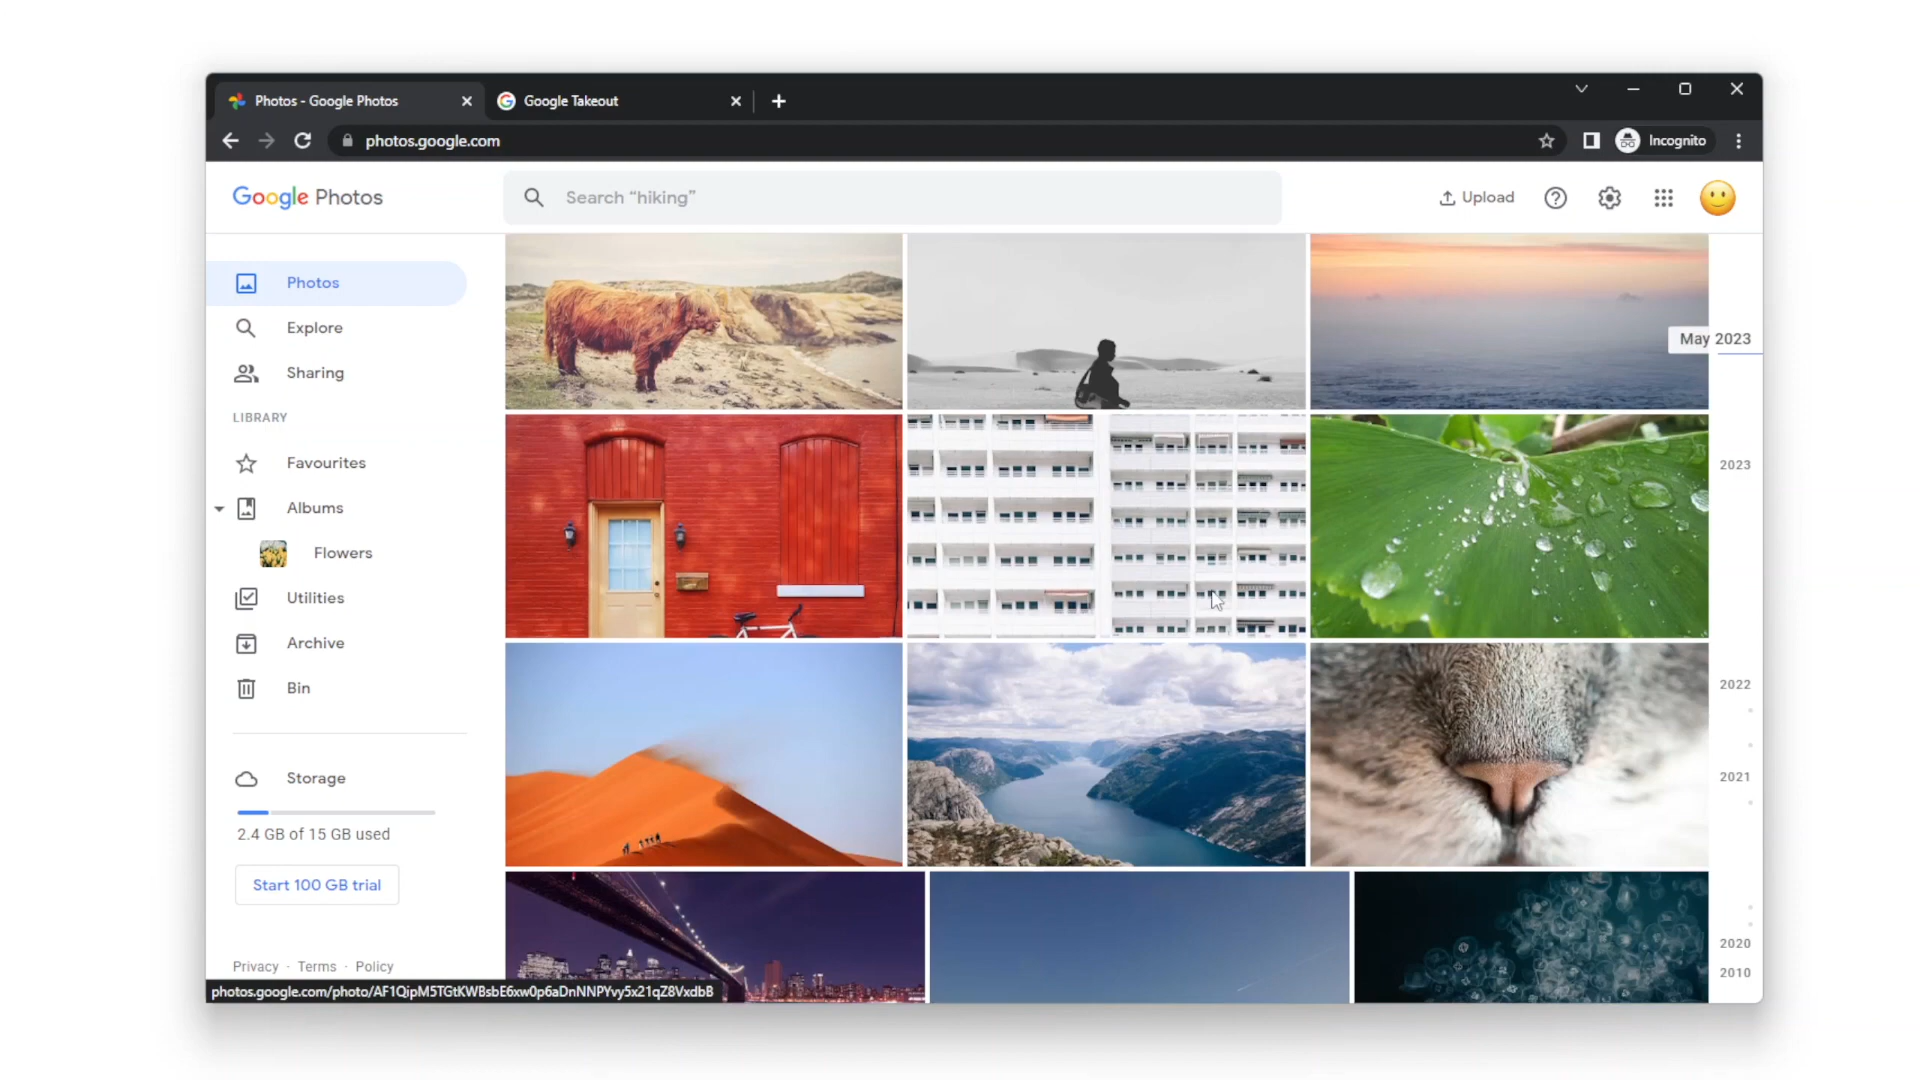 Photos - Google Photos
Google Takeout
photos.google.com
Incognito
Google Photos
Search “hiking”
Upload
Photos
Explore
Sharing
LIBRARY
Favourites
Albums
Flowers
Utilities
Archive
Bin
Storage
2.4 GB of 15 GB used
Start 100 GB trial
Privacy · Terms · Policy
photos.google.com/photo/AF1QipM5TGtKWBsbE6xw0p6aDnNNPYvy5x21qZ8VxdbB
May 2023
2023
2022
2021
2020
2010